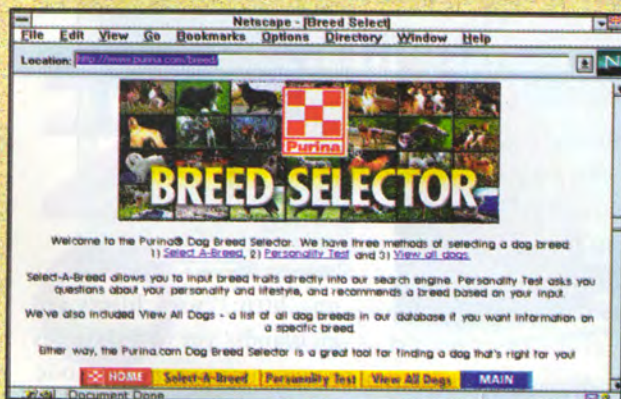 Netscape - [Breed Select]
File Edit View Go Bookmarks Options Directory Window Help
Location: http://www.purina.com/breed/
Purina
BREED SELECTOR
Welcome to the Purina® Dog Breed Selector. We have three methods of selecting a dog breed:
1) Select-A-Breed, 2) Personality Test and 3) View all dogs.
Select-A-Breed allows you to input breed traits directly into our search engine. Personality Test asks you
questions about your personality and lifestyle, and recommends a breed based on your input.
We've also included View All Dogs - a list of all dog breeds in our database if you want information on
a specific breed.
Either way, the Purina.com Dog Breed Selector is a great tool for finding a dog that's right for you!
HOME Select-A-Breed Personality Test View All Dogs MAIN
Document Done